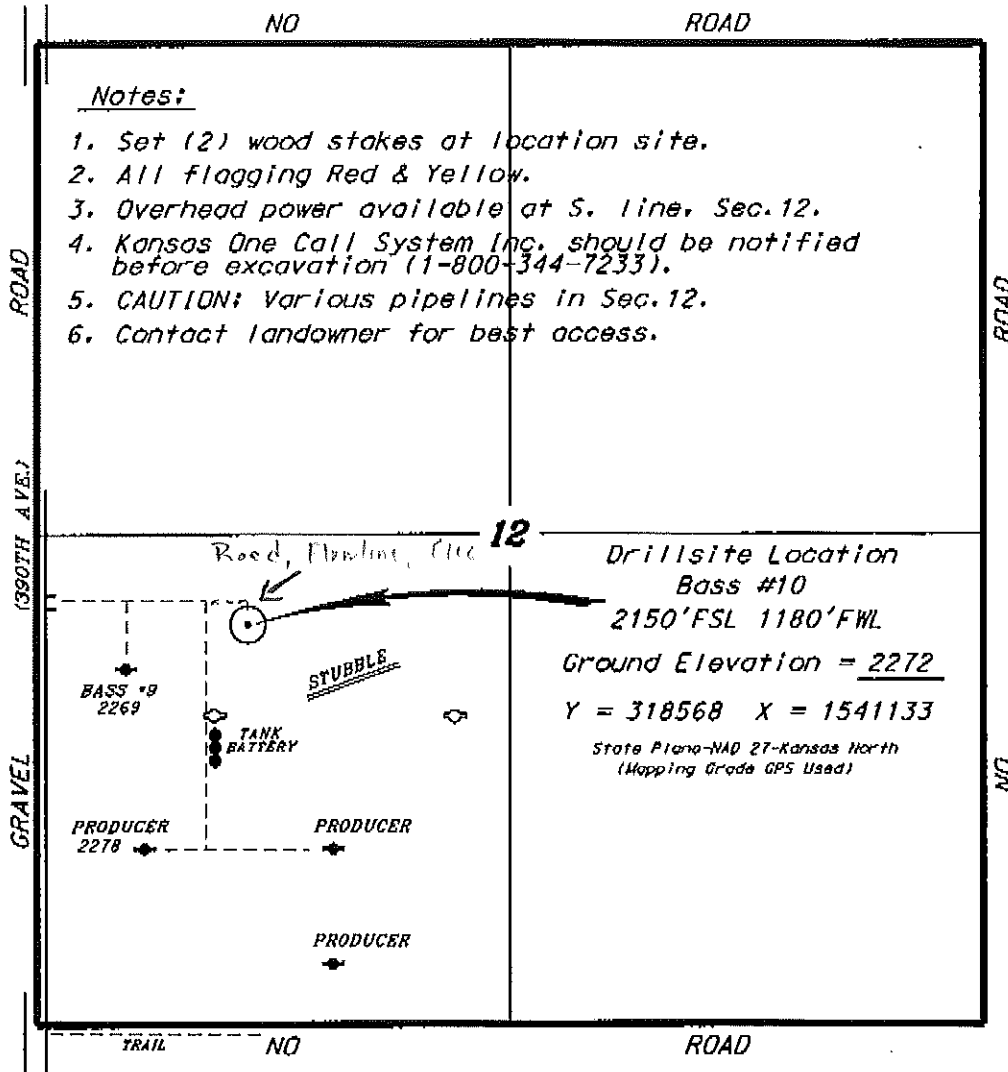 NO ROAD
Notes:
1. Set (2) wood stakes at location site.
2. All flagging Red & Yellow.
3. Overhead power available at S. line, Sec.12.
4. Kansas One Call System Inc. should be notified
before excavation (1-800-344-7233).
5. CAUTION: Various pipelines in Sec.12.
6. Contact landowner for best access.
ROAD
ROAD
(390TH AVE.)
12
Road, Flowline, Elec
Drillsite Location
Bass #10
2150'FSL 1180'FWL
Ground Elevation = 2272
Y = 318568 X = 1541133
State Plane-NAD 27-Kansas North
(Mapping Grade GPS Used)
STUBBLE
BASS #9
2269
TANK
BATTERY
GRAVEL
NO
PRODUCER
2278
PRODUCER
PRODUCER
TRAIL
NO ROAD